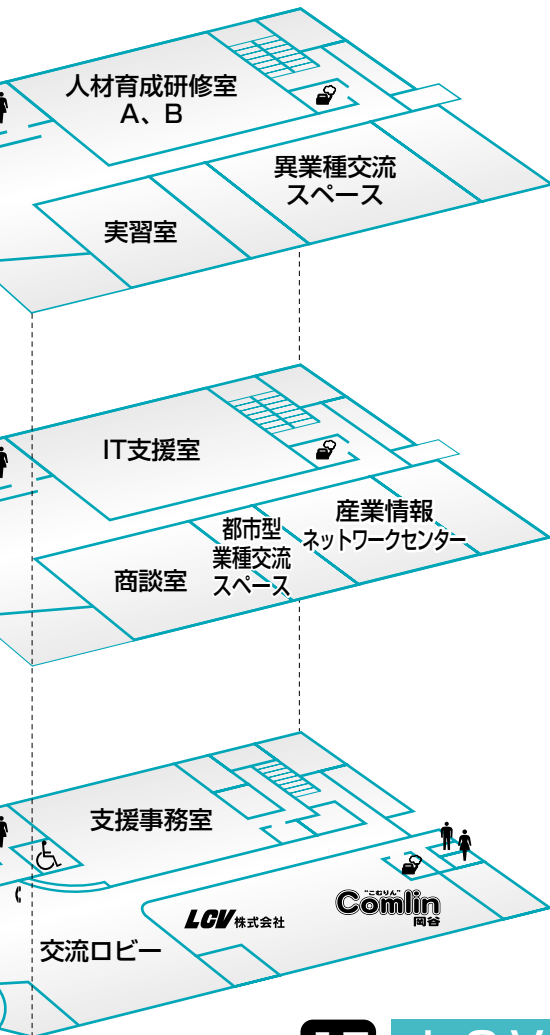 人材育成研修室
A、B
異業種交流
スペース
実習室
IT支援室
産業情報
ネットワークセンター
都市型
業種交流
スペース
商談室
支援事務室
LCV株式会社
"こむりん"
Comlin
岡谷
交流ロビー